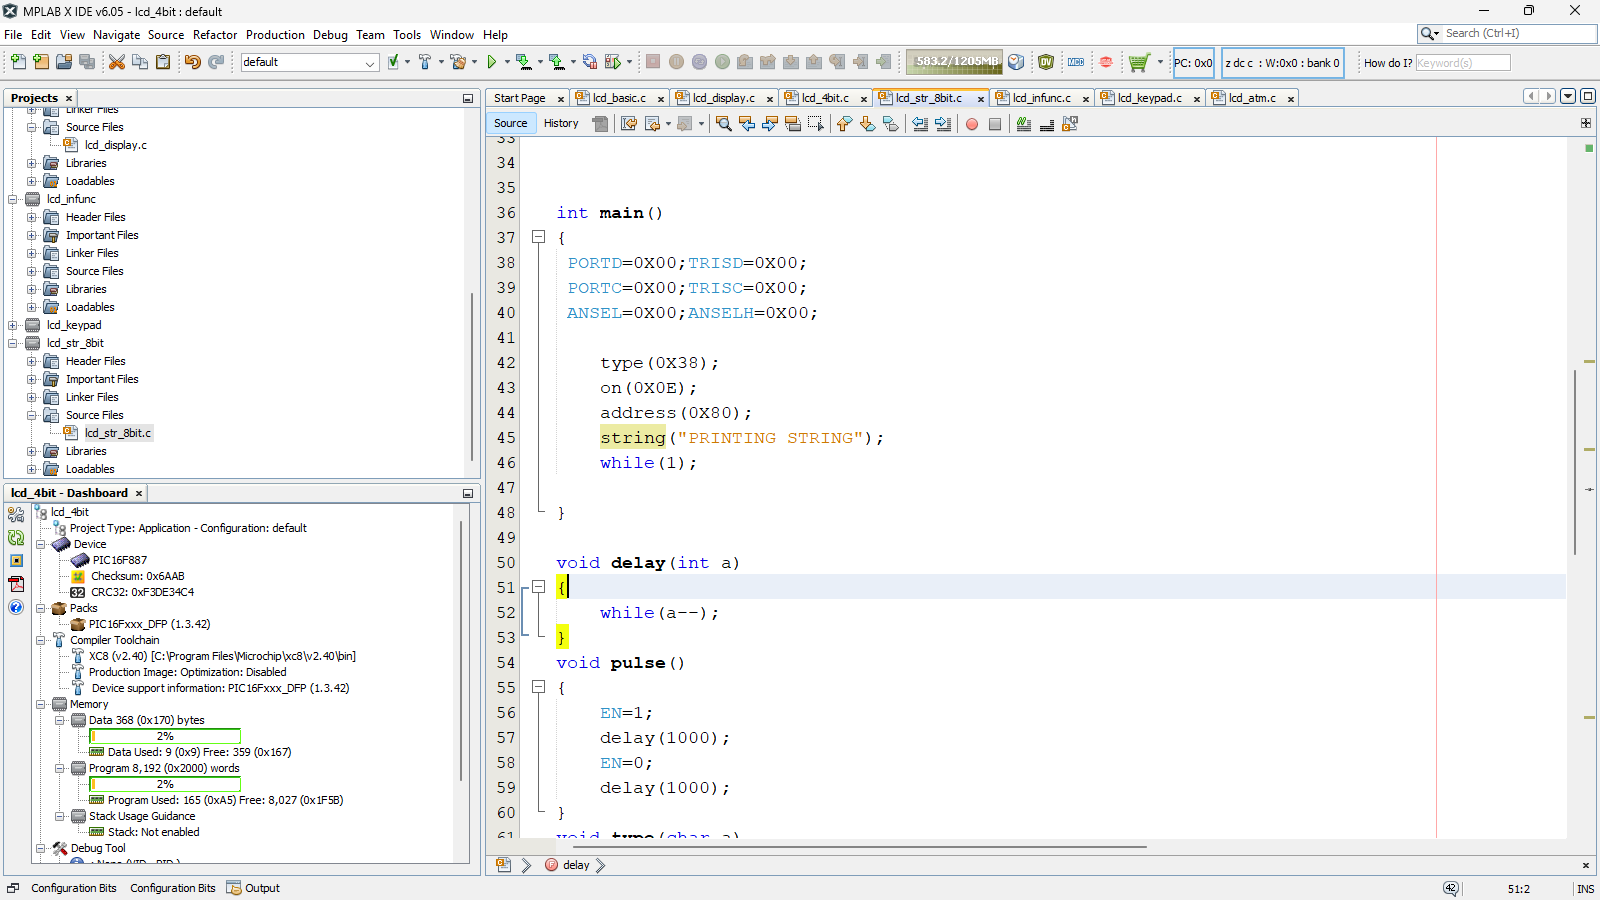 MPLAB X IDE v6.05 - lcd_4bit : default
File Edit View Navigate Source Refactor Production Debug Team Tools Window Help
Search (Ctrl+I)
default
583.2/1205MB
PC: 0x0
z dc c : W:0x0 : bank 0
How do I?
Keyword(s)
Projects
Linker Files
Source Files
lcd_display.c
Libraries
Loadables
lcd_infunc
Header Files
Important Files
Linker Files
Source Files
Libraries
Loadables
lcd_keypad
lcd_str_8bit
Header Files
Important Files
Linker Files
Source Files
lcd_str_8bit.c
Libraries
Loadables
lcd_4bit - Dashboard
lcd_4bit
Project Type: Application - Configuration: default
Device
PIC16F887
Checksum: 0x6AAB
32 CRC32: 0xF3DE34C4
Packs
PIC16Fxxx_DFP (1.3.42)
Compiler Toolchain
XC8 (v2.40) [C:\Program Files\Microchip\xc8\v2.40\bin]
Production Image: Optimization: Disabled
Device support information: PIC16Fxxx_DFP (1.3.42)
Memory
Data 368 (0x170) bytes
2%
Data Used: 9 (0x9) Free: 359 (0x167)
Program 8,192 (0x2000) words
2%
Program Used: 165 (0xA5) Free: 8,027 (0x1F5B)
Stack Usage Guidance
Stack: Not enabled
Debug Tool
Start Page lcd_basic.c lcd_display.c lcd_4bit.c lcd_str_8bit.c lcd_infunc.c lcd_keypad.c lcd_atm.c
Source History
33
34
35
36 int main()
37 {
38 PORTD=0X00;TRISD=0X00;
39 PORTC=0X00;TRISC=0X00;
40 ANSEL=0X00;ANSELH=0X00;
41
42 type(0X38);
43 on(0X0E);
44 address(0X80);
45 string("PRINTING STRING");
46 while(1);
47
48 }
49
50 void delay(int a)
51 {
52 while(a--);
53 }
54 void pulse()
55 {
56 EN=1;
57 delay(1000);
58 EN=0;
59 delay(1000);
60 }
61 void type(char a)
delay
Configuration Bits Configuration Bits Output
42
51:2
INS